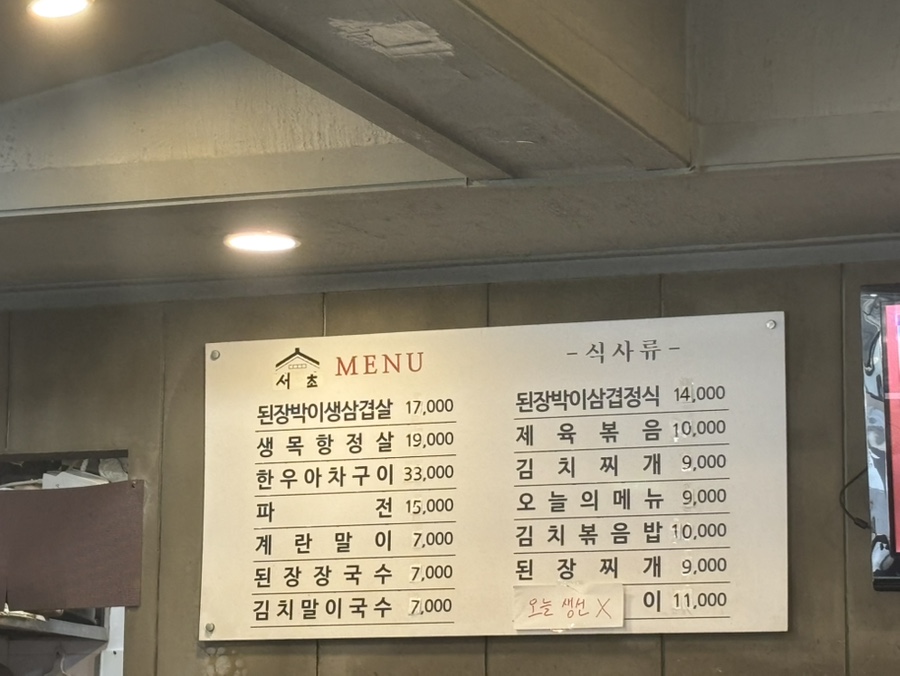 서초 MENU
된장박이생삼겹살 17,000
생목항정살 19,000
한우아차구이 33,000
파전 15,000
계란말이 7,000
된장장국수 7,000
김치말이국수 7,000
-식사류-
된장박이삼겹정식 14,000
제육볶음 10,000
김치찌개 9,000
오늘의메뉴 9,000
김치볶음밥 10,000
된장찌개 9,000
오늘 생선 X 이 11,000